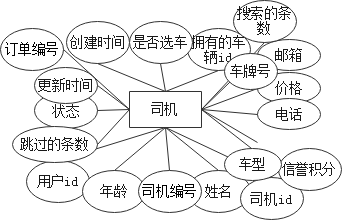 搜索的条
数
创建时间
是否选车
拥有的车
辆id
订单编号
邮箱
车牌号
更新时间
价格
状态
司机
电话
跳过的条数
车型
信誉积分
用户id
年龄
司机编号
姓名
司机id